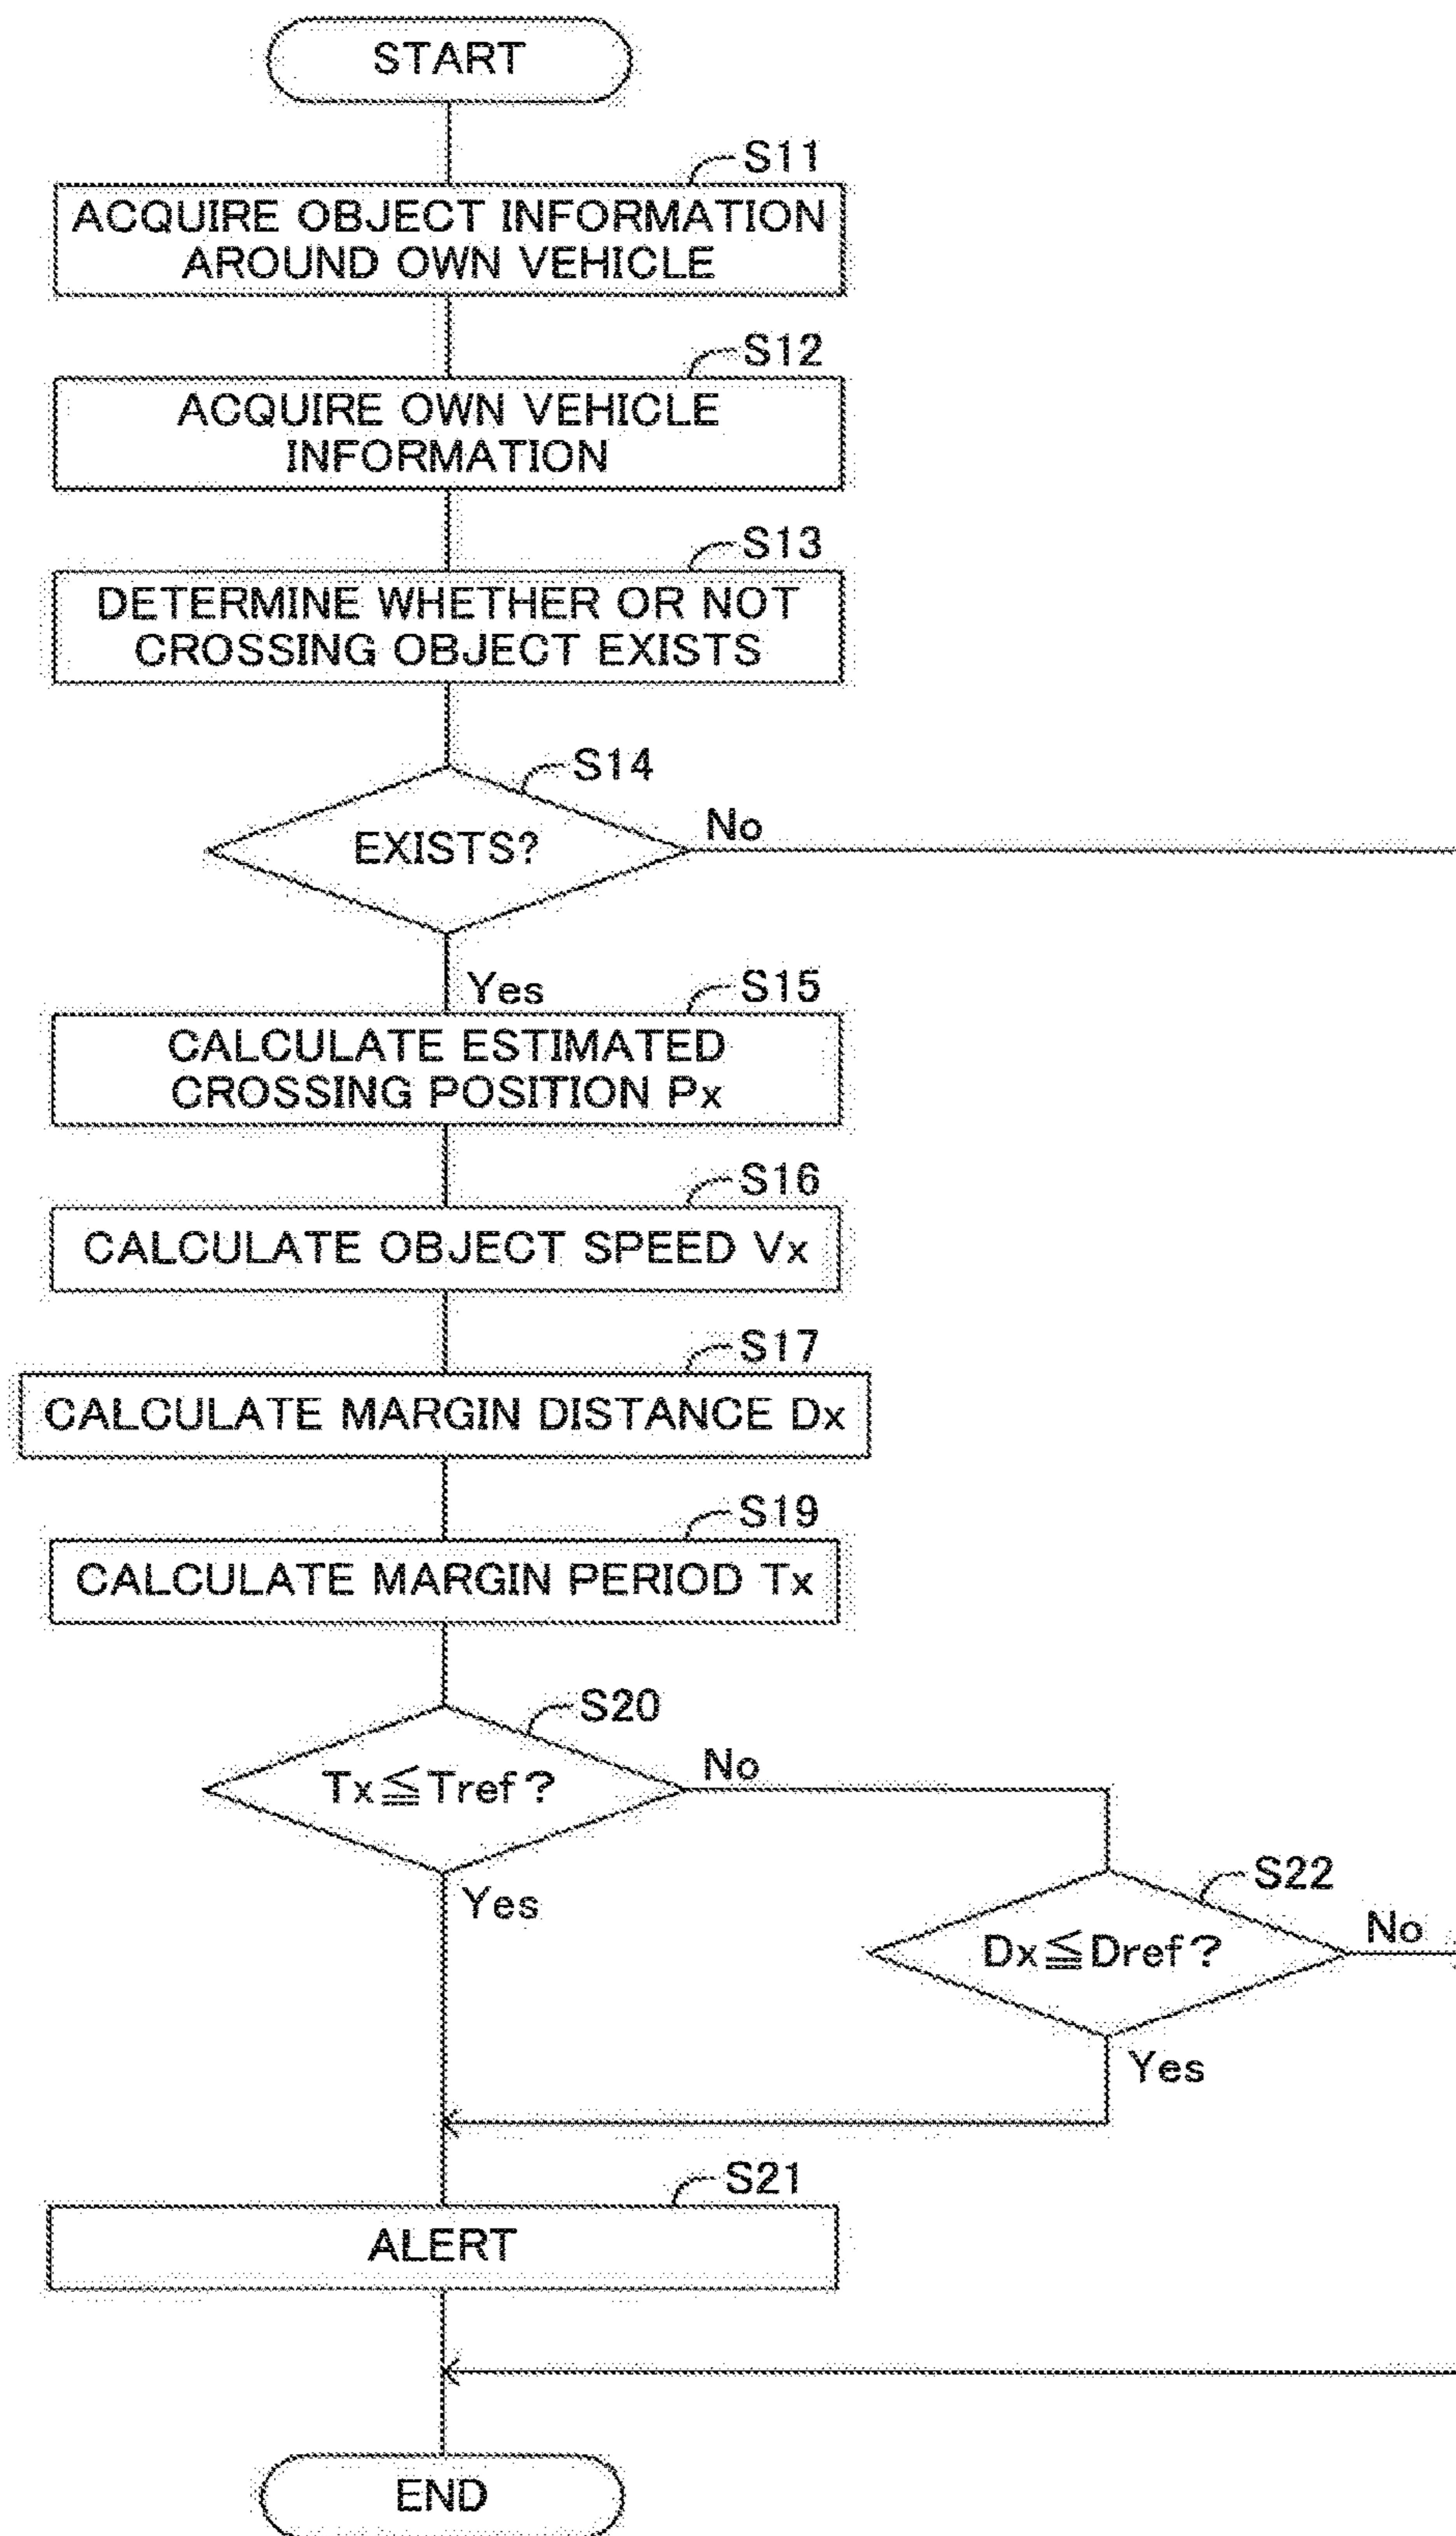 START
S11
ACQUIRE OBJECT INFORMATION
AROUND OWN VEHICLE
S12
ACQUIRE OWN VEHICLE
INFORMATION
S13
DETERMINE WHETHER OR NOT
CROSSING OBJECT EXISTS
S14
EXISTS?
No
Yes
S15
CALCULATE ESTIMATED
CROSSING POSITION Px
S16
CALCULATE OBJECT SPEED Vx
S17
CALCULATE MARGIN DISTANCE Dx
S19
CALCULATE MARGIN PERIOD Tx
S20
Tx≦Tref?
No
Yes
S22
Dx≦Dref?
No
Yes
S21
ALERT
END